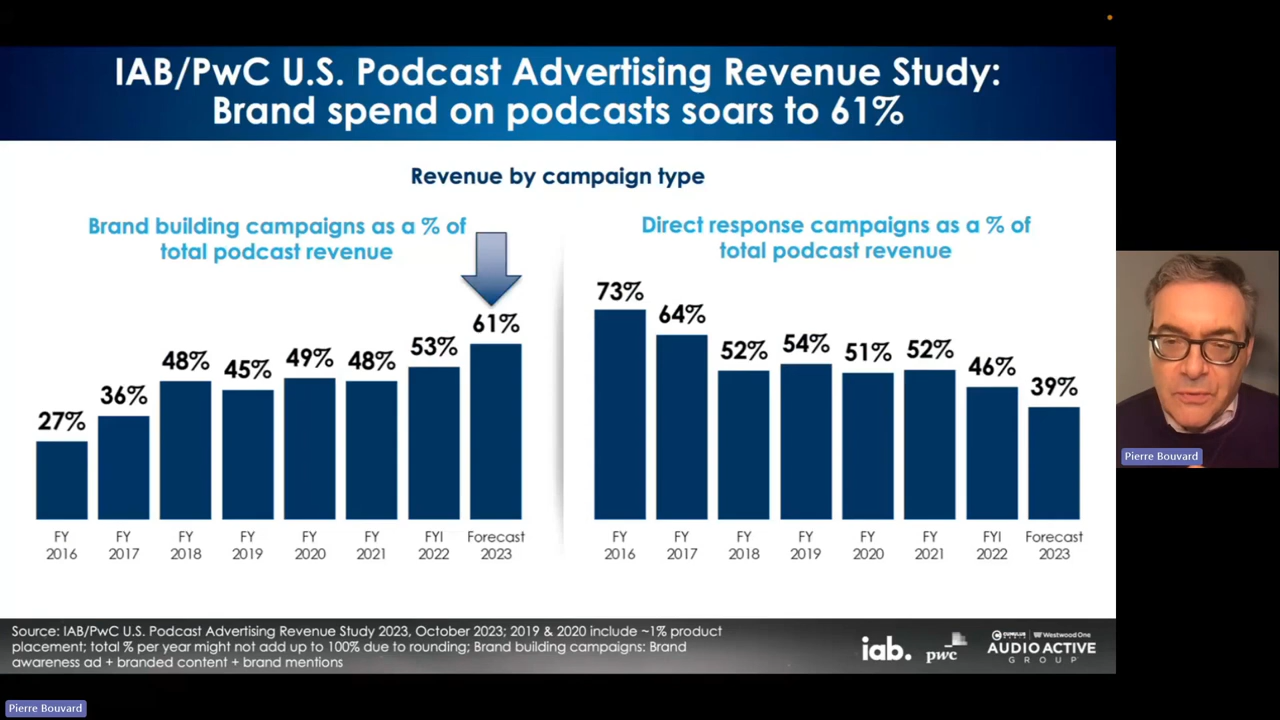 IAB/PwC U.S. Podcast Advertising Revenue Study:
Brand spend on podcasts soars to 61%
Revenue by campaign type
Brand building campaigns as a % of
total podcast revenue
27%
36%
48%
45%
49%
48%
53%
61%
FY
2016
FY
2017
FY
2018
FY
2019
FY
2020
FY
2021
FYI
2022
Forecast
2023
Direct response campaigns as a % of
total podcast revenue
73%
64%
52%
54%
51%
52%
46%
39%
FY
2016
FY
2017
FY
2018
FY
2019
FY
2020
FY
2021
FYI
2022
Forecast
2023
Source: IAB/PwC U.S. Podcast Advertising Revenue Study 2023, October 2023; 2019 & 2020 include ~1% product
placement; total % per year might not add up to 100% due to rounding; Brand building campaigns: Brand
awareness ad + branded content + brand mentions
iab.
pwc
CUMULUS
Westwood One
AUDIO ACTIVE
GROUP
Pierre Bouvard
Pierre Bouvard